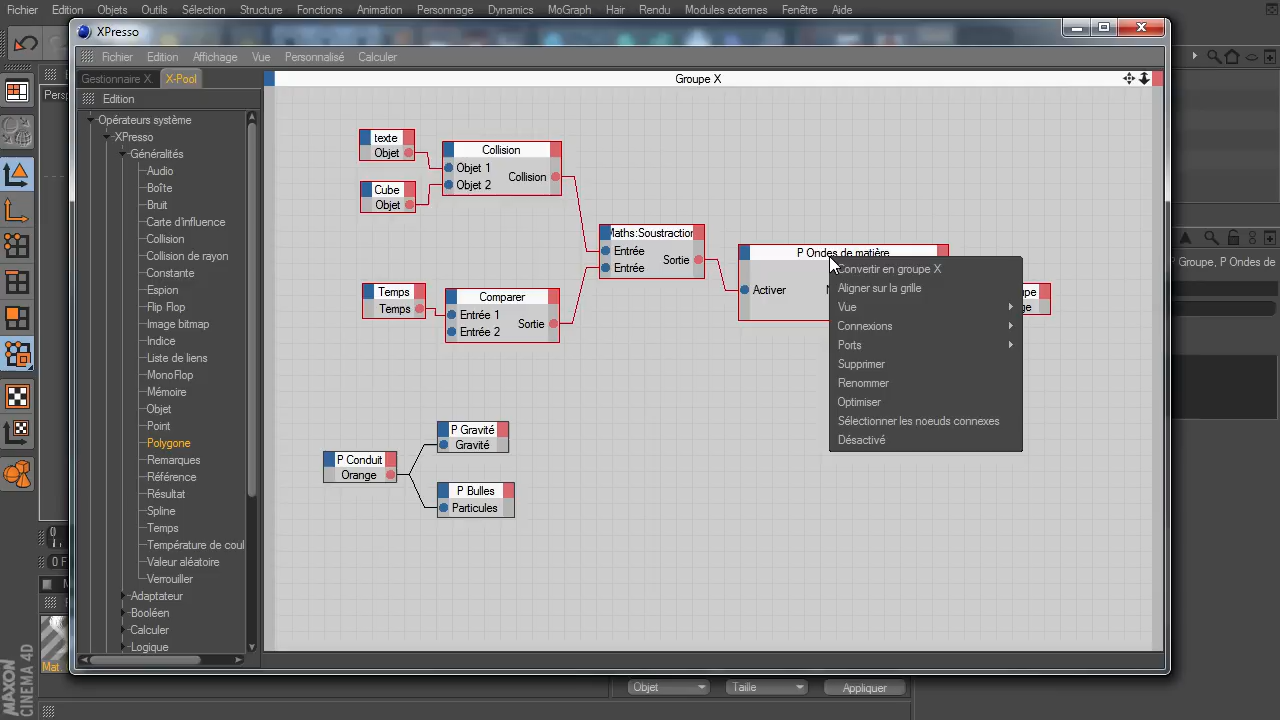 Fichier Edition Objets Outils Sélection Structure Fonctions Animation Personnage Dynamics MoGraph Hair Rendu Modules externes Fenêtre Aide
XPresso
Fichier Edition Affichage Vue Personnalisé Calculer
Gestionnaire X. X-Pool
Groupe X
Edition
Opérateurs système
XPresso
Généralités
Audio
Boîte
Bruit
Carte d'influence
Collision
Collision de rayon
Constante
Espion
Flip Flop
Image bitmap
Indice
Liste de liens
MonoFlop
Mémoire
Objet
Point
Polygone
Remarques
Référence
Résultat
Spline
Temps
Température de coul
Valeur aléatoire
Verrouiller
Adaptateur
Booléen
Calculer
Logique
texte
Objet
Cube
Objet
Collision
Objet 1
Objet 2
Collision
Temps
Temps
Comparer
Entrée 1
Entrée 2
Sortie
Maths:Soustraction
Entrée
Entrée
Sortie
P Ondes de matière
Activer
Convertir en groupe X
Aligner sur la grille
Vue
Connexions
Ports
Supprimer
Renommer
Optimiser
Sélectionner les noeuds connexes
Désactivé
P Conduit
Orange
P Gravité
Gravité
P Bulles
Particules
Persp
Groupe, P Ondes de
0
0 F
Mat.
MAXON
CINEMA 4D
Objet Taille Appliquer